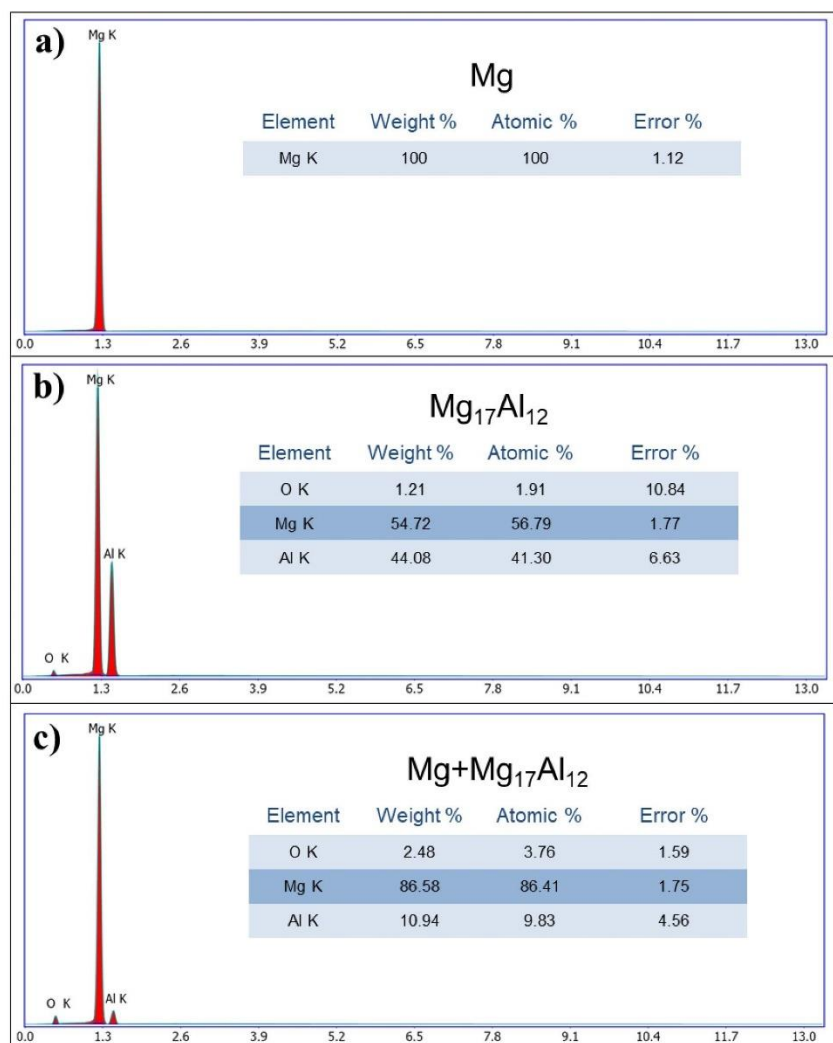 a)
Mg K
Mg
Element Weight % Atomic % Error %
Mg K 100 100 1.12
0.0 1.3 2.6 3.9 5.2 6.5 7.8 9.1 10.4 11.7 13.0
b)
Mg K
Mg₁₇Al₁₂
Element Weight % Atomic % Error %
O K 1.21 1.91 10.84
Mg K 54.72 56.79 1.77
Al K 44.08 41.30 6.63
Al K
O K
0.0 1.3 2.6 3.9 5.2 6.5 7.8 9.1 10.4 11.7 13.0
c)
Mg K
Mg+Mg₁₇Al₁₂
Element Weight % Atomic % Error %
O K 2.48 3.76 1.59
Mg K 86.58 86.41 1.75
Al K 10.94 9.83 4.56
O K Al K
0.0 1.3 2.6 3.9 5.2 6.5 7.8 9.1 10.4 11.7 13.0